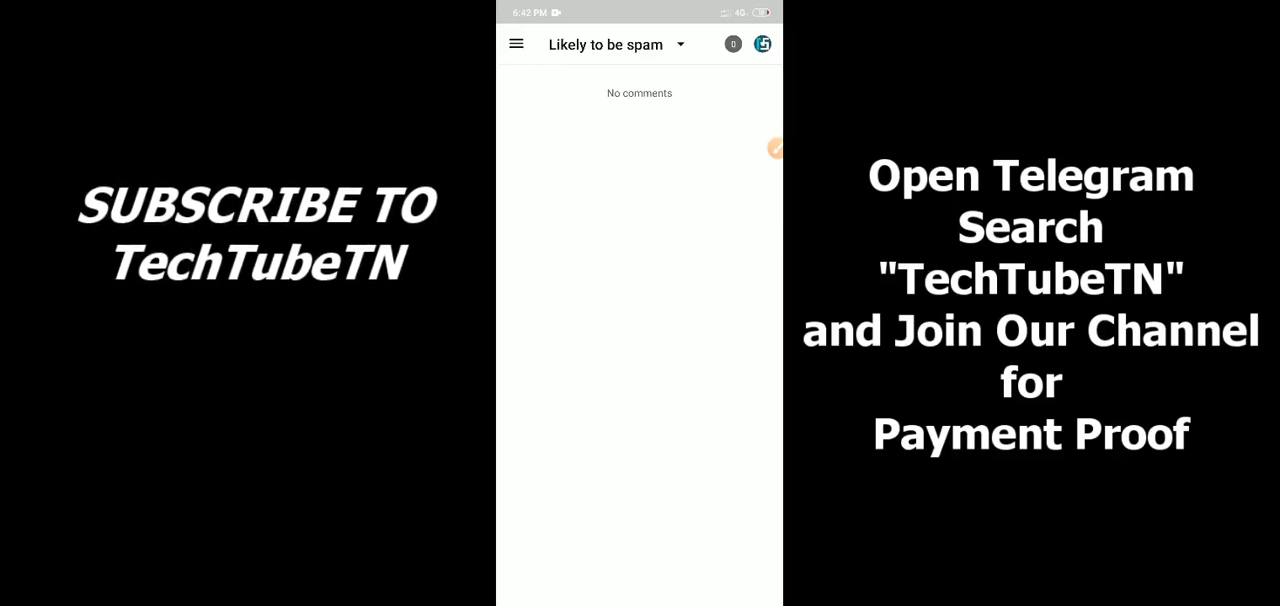 SUBSCRIBE TO
TechTubeTN
6:42 PM
4G
Likely to be spam
0
No comments
Open Telegram
Search
"TechTubeTN"
and Join Our Channel
for
Payment Proof